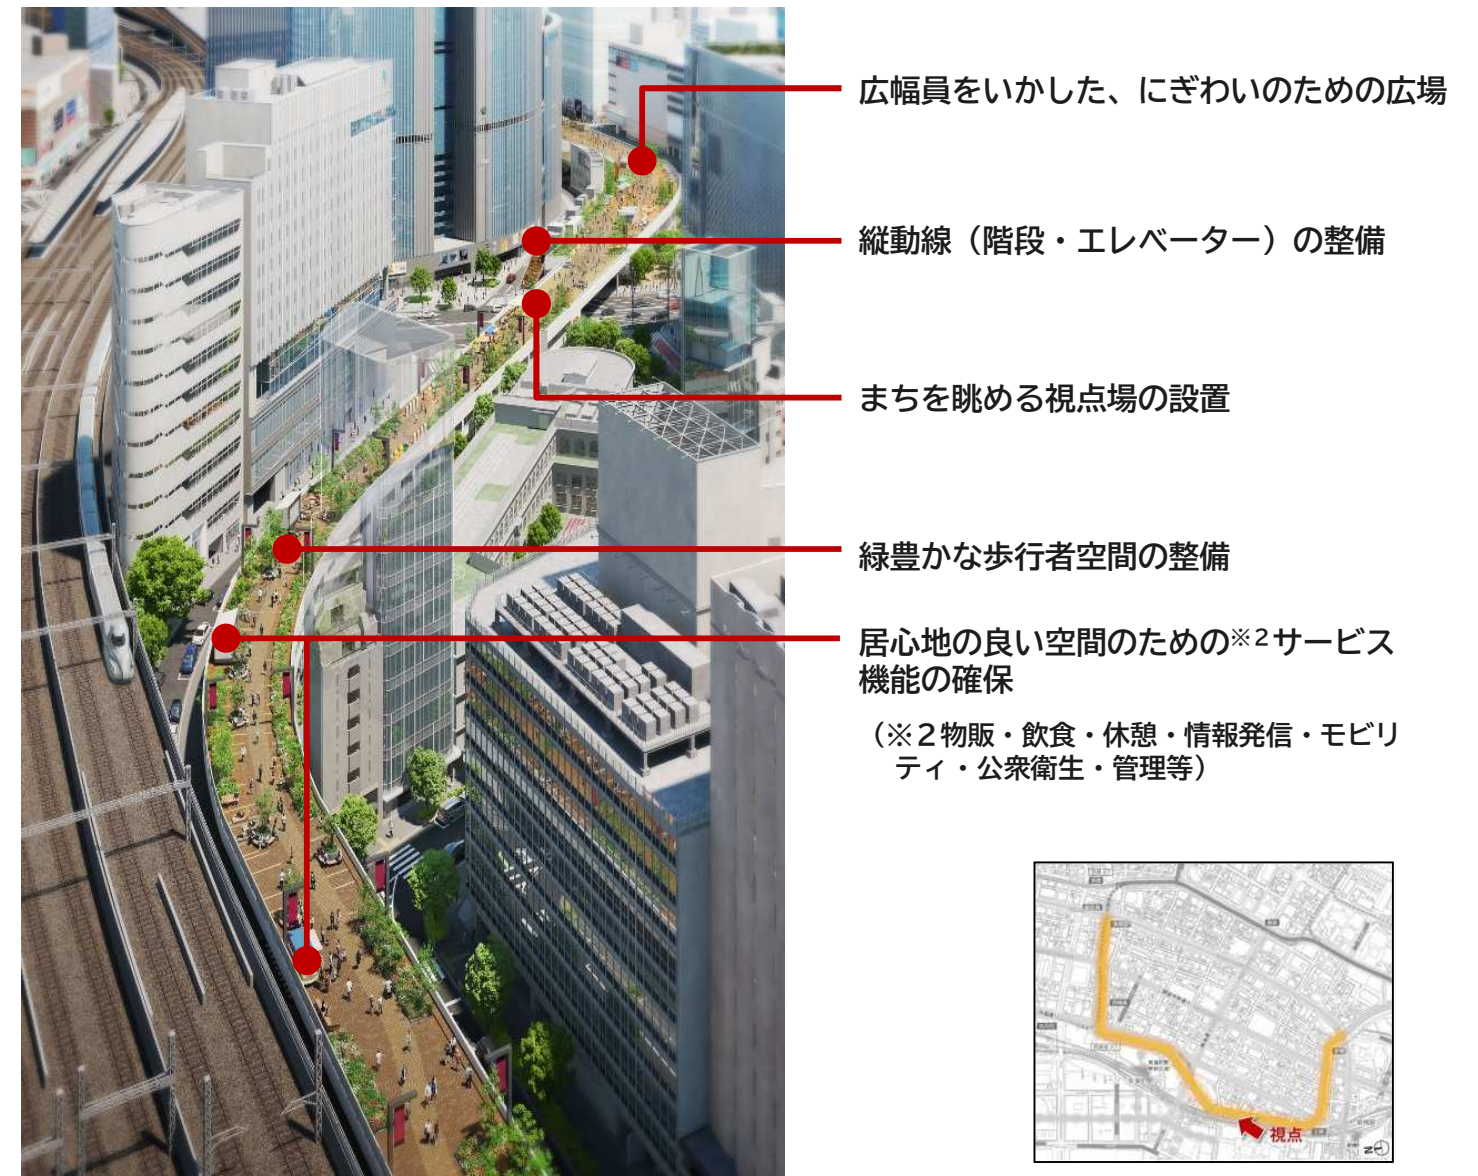 広幅員をいかした、にぎわいのための広場
縦動線（階段・エレベーター）の整備
まちを眺める視点場の設置
緑豊かな歩行者空間の整備
居心地の良い空間のための※2サービス
機能の確保
（※２物販・飲食・休憩・情報発信・モビリ
ティ・公衆衛生・管理等）
視点